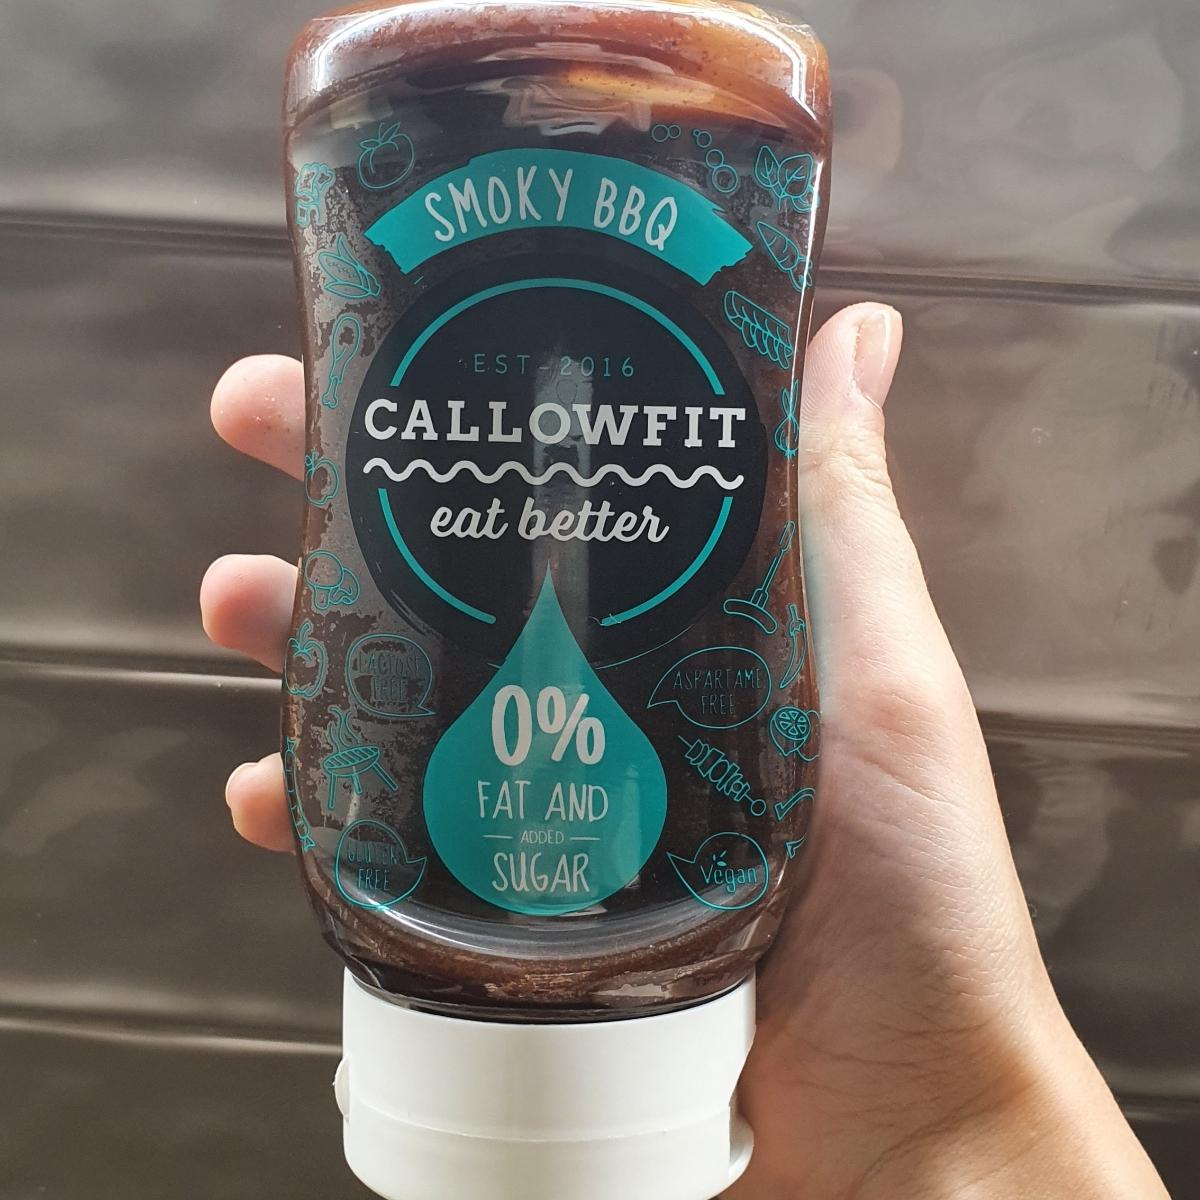 SMOKY BBQ
EST - 2016
CALLOWFIT
eat better
LACTOSE
FREE
ASPARTAME
FREE
0%
FAT AND
ADDED
SUGAR
GLUTEN
FREE
Vegan